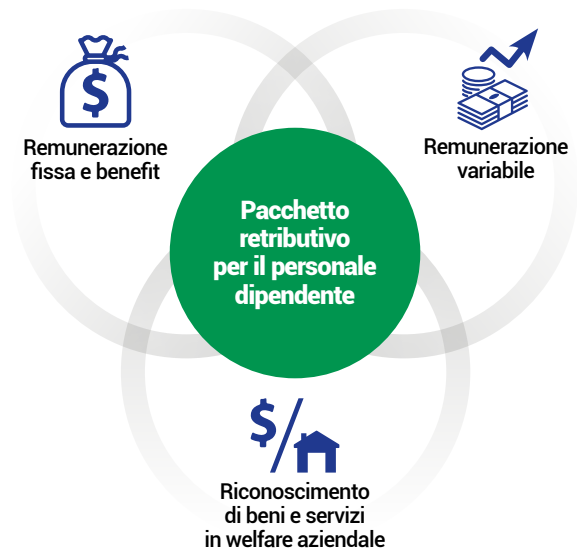 Remunerazione
fissa e benefit
Remunerazione
variabile
Pacchetto
retributivo
per il personale
dipendente
$
$/
Riconoscimento
di beni e servizi
in welfare aziendale